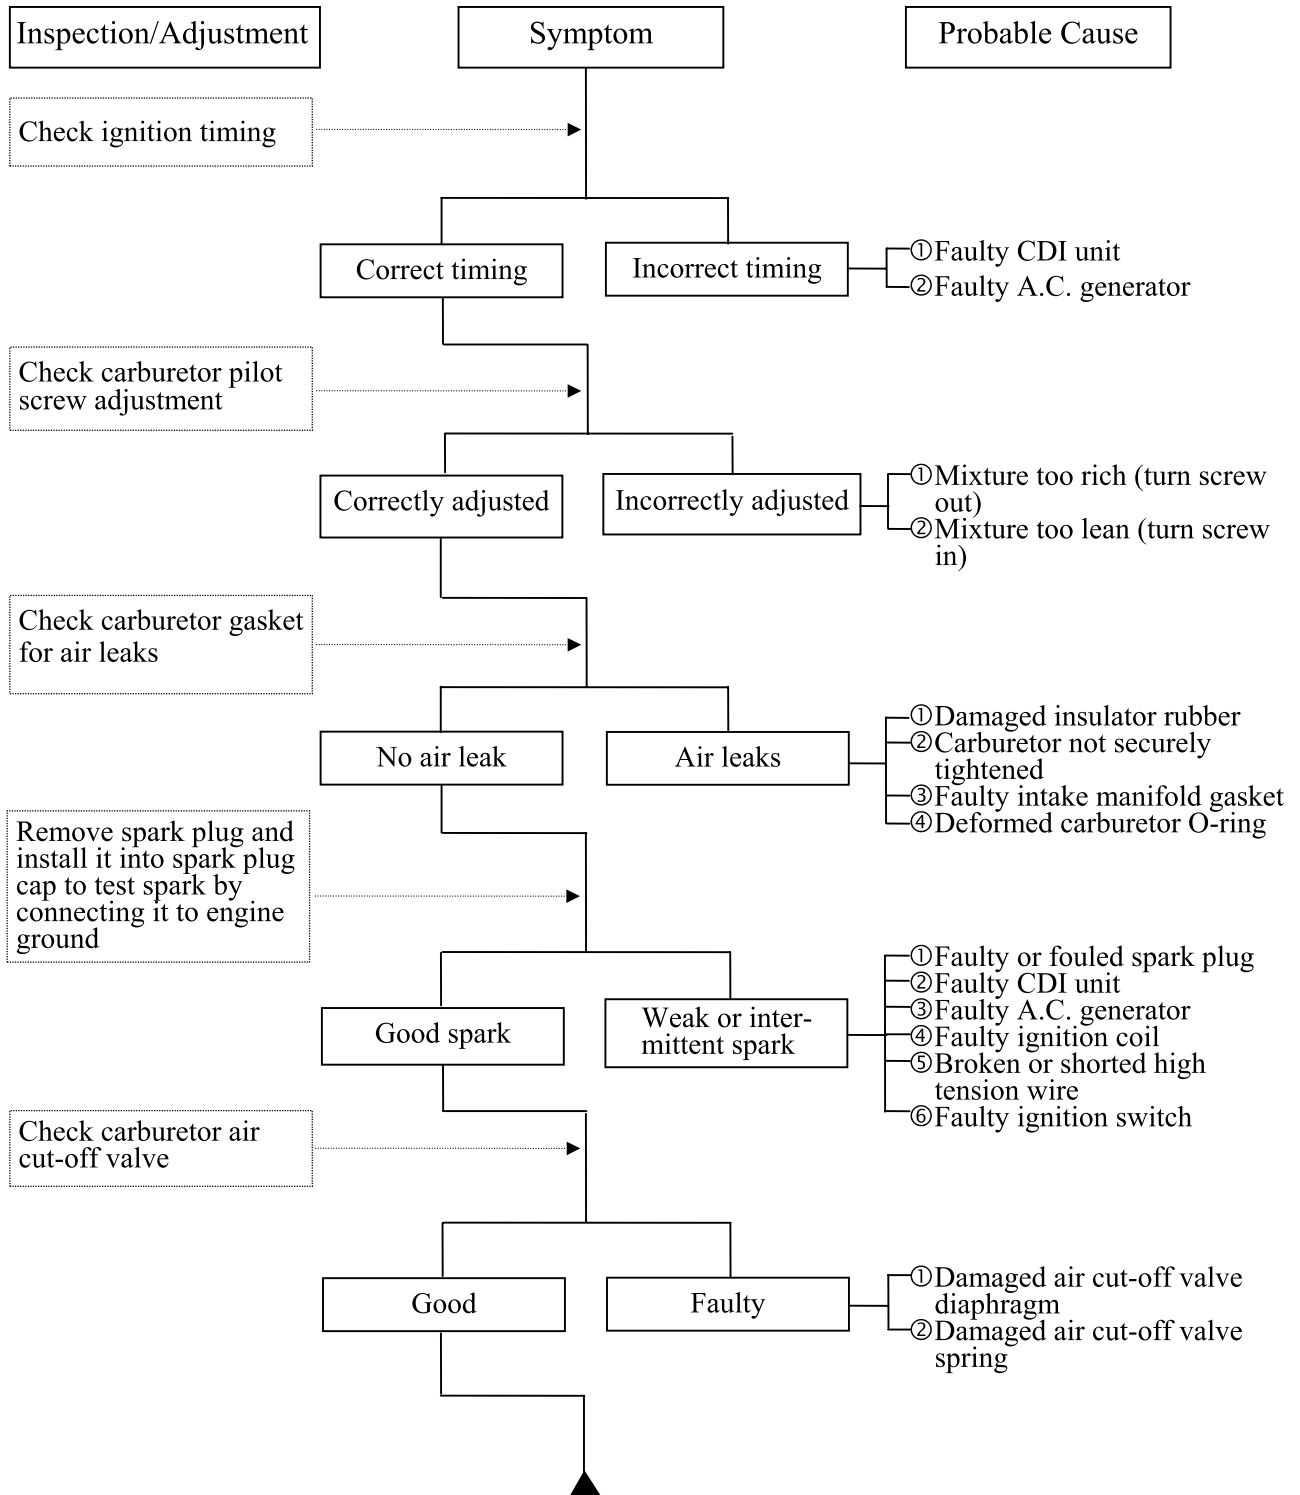 Inspection/Adjustment
Symptom
Probable Cause
Check ignition timing
Correct timing
Incorrect timing
①Faulty CDI unit
②Faulty A.C. generator
Check carburetor pilot
screw adjustment
Correctly adjusted
Incorrectly adjusted
①Mixture too rich (turn screw
out)
②Mixture too lean (turn screw
in)
Check carburetor gasket
for air leaks
No air leak
Air leaks
①Damaged insulator rubber
②Carburetor not securely
tightened
③Faulty intake manifold gasket
④Deformed carburetor O-ring
Remove spark plug and
install it into spark plug
cap to test spark by
connecting it to engine
ground
Good spark
Weak or inter-
mittent spark
①Faulty or fouled spark plug
②Faulty CDI unit
③Faulty A.C. generator
④Faulty ignition coil
⑤Broken or shorted high
tension wire
⑥Faulty ignition switch
Check carburetor air
cut-off valve
Good
Faulty
①Damaged air cut-off valve
diaphragm
②Damaged air cut-off valve
spring